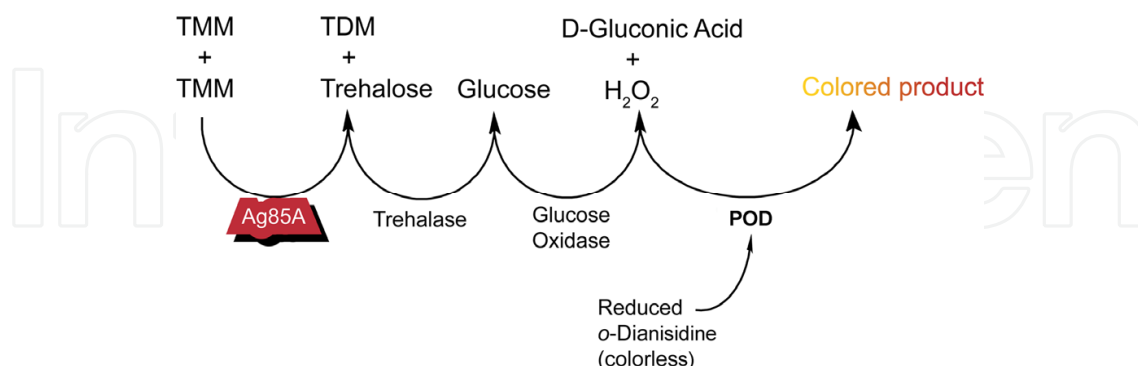 TMM
+
TMM
TDM
+
Trehalose
Glucose
D-Gluconic Acid
+
H₂O₂
Colored product
Ag85A
Trehalase
Glucose
Oxidase
POD
Reduced
o-Dianisidine
(colorless)